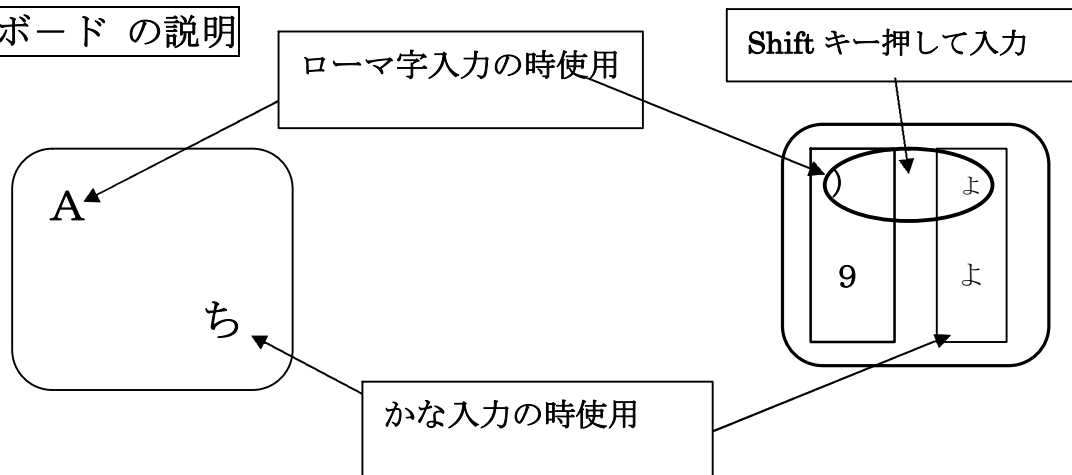 ボード の説明
ローマ字入力の時使用
Shift キー押して入力
A
ち
) ょ
9 よ
かな入力の時使用